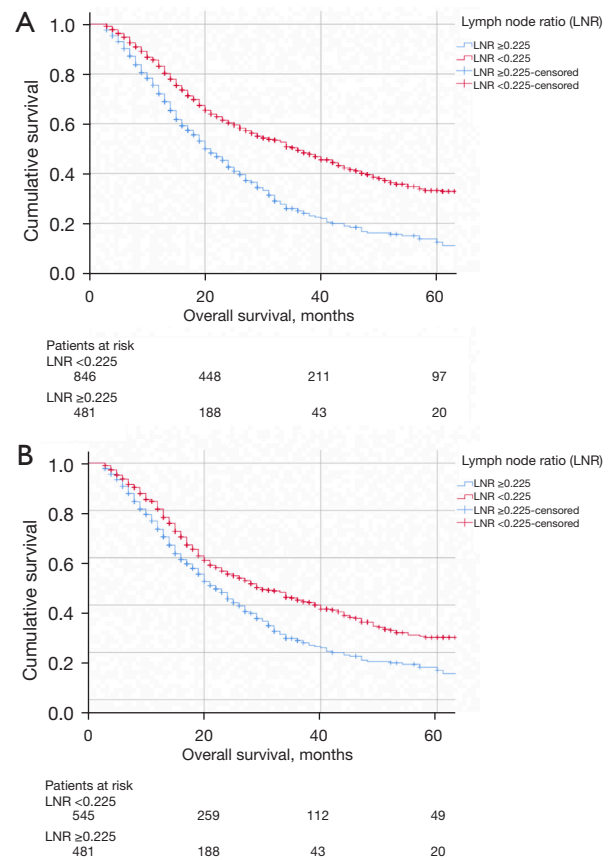 A
Lymph node ratio (LNR)
LNR ≥0.225
LNR <0.225
LNR ≥0.225-censored
LNR <0.225-censored
1.0
0.8
0.6
0.4
0.2
0.0
Cumulative survival
0 20 40 60
Overall survival, months
Patients at risk
LNR <0.225
846 448 211 97
LNR ≥0.225
481 188 43 20
B
Lymph node ratio (LNR)
LNR ≥0.225
LNR <0.225
LNR ≥0.225-censored
LNR <0.225-censored
1.0
0.8
0.6
0.4
0.2
0.0
Cumulative survival
0 20 40 60
Overall survival, months
Patients at risk
LNR <0.225
545 259 112 49
LNR ≥0.225
481 188 43 20